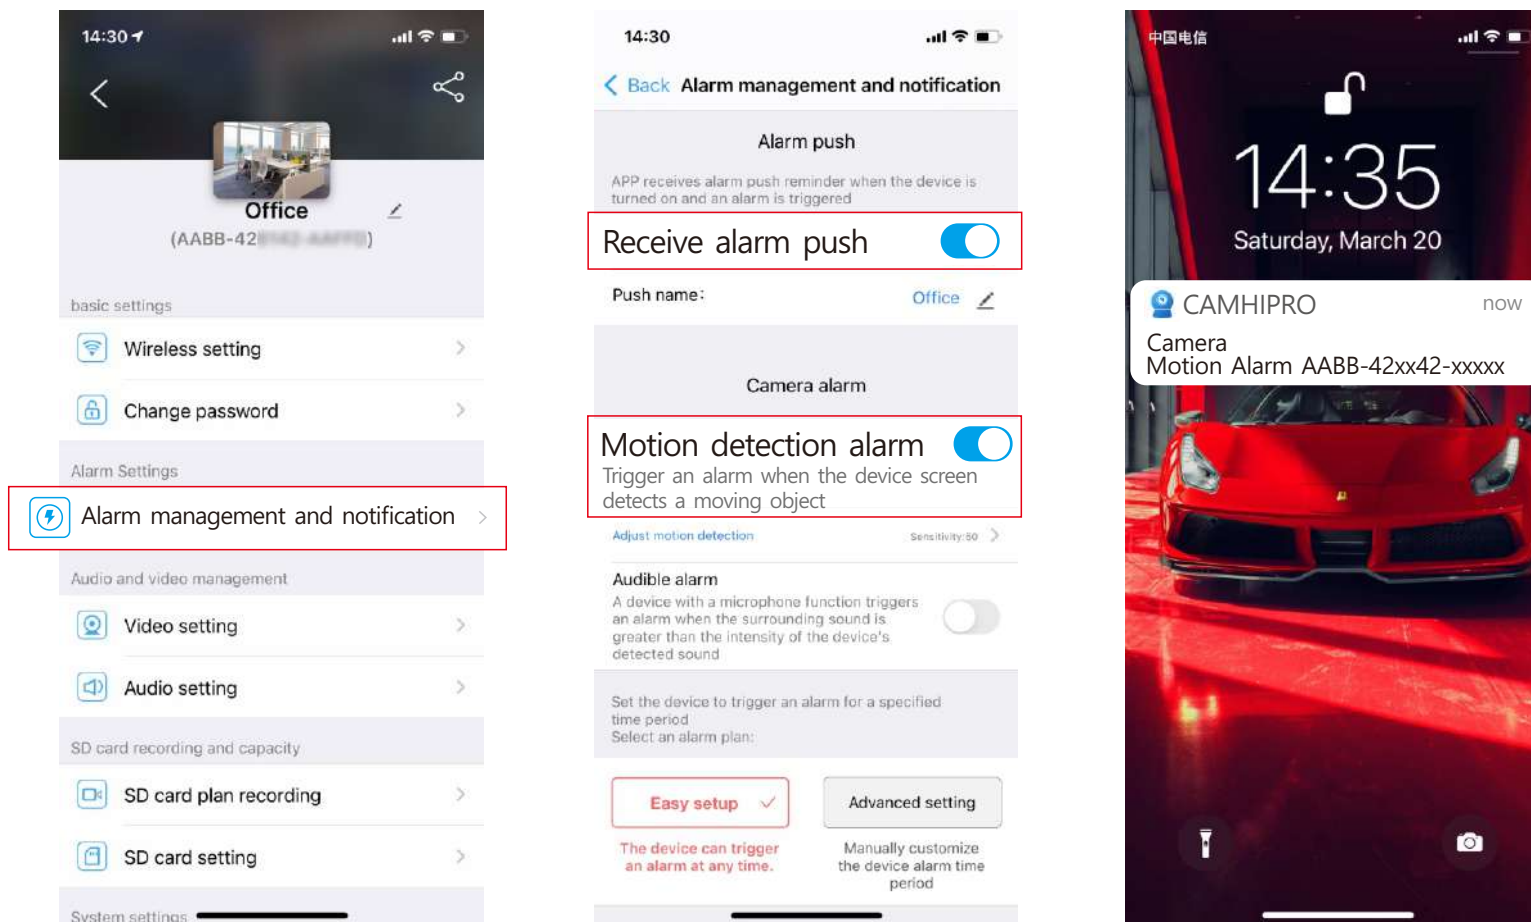 14:30
Office
(AABB-42 )
basic settings
Wireless setting
Change password
Alarm Settings
Alarm management and notification
Audio and video management
Video setting
Audio setting
SD card recording and capacity
SD card plan recording
SD card setting
System settings
14:30
Back Alarm management and notification
Alarm push
APP receives alarm push reminder when the device is
turned on and an alarm is triggered
Receive alarm push
Push name:
Office
Camera alarm
Motion detection alarm
Trigger an alarm when the device screen
detects a moving object
Adjust motion detection
Sensitivity:50
Audible alarm
A device with a microphone function triggers
an alarm when the surrounding sound is
greater than the intensity of the device's
detected sound
Set the device to trigger an alarm for a specified
time period
Select an alarm plan:
Easy setup
Advanced setting
The device can trigger
an alarm at any time.
Manually customize
the device alarm time
period
中国电信
14:35
Saturday, March 20
CAMHIPRO
now
Camera
Motion Alarm AABB-42xx42-xxxxx